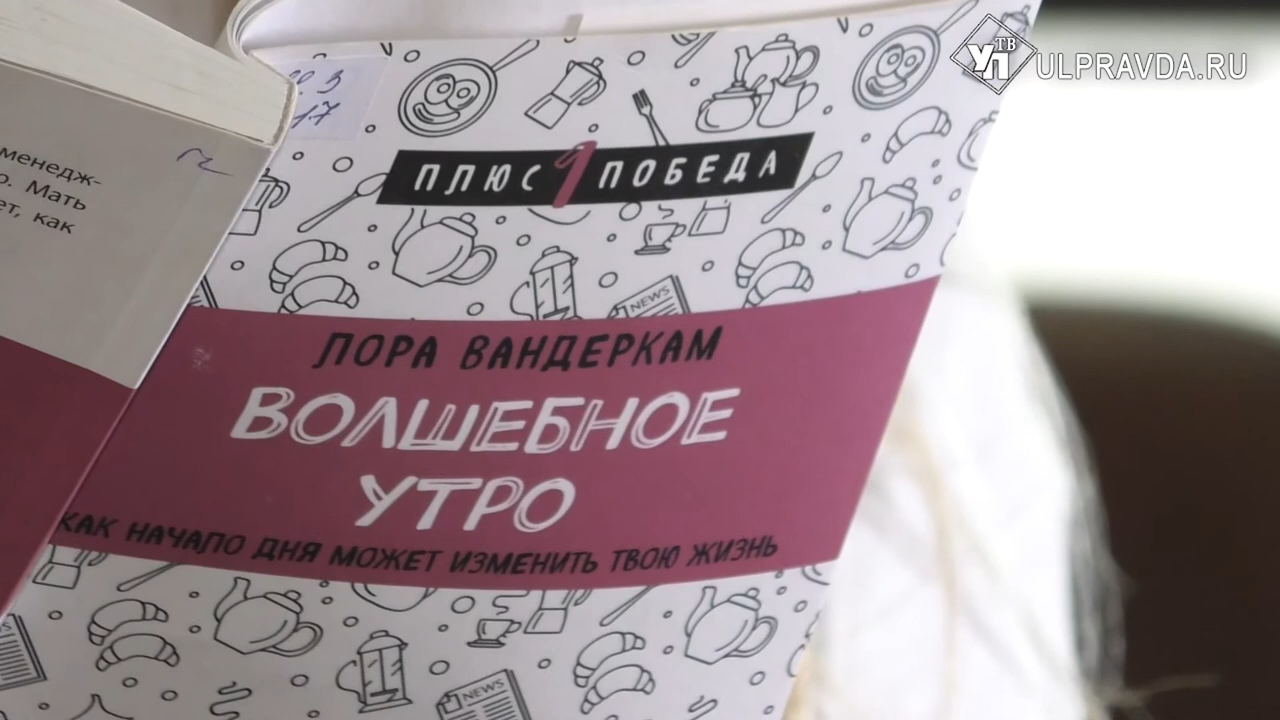 УП
ТВ
ULPRAVDA.RU
менедж-
о. Мать
ет, как
ПЛЮС 1 ПОБЕДА
NEWS
ЛОРА ВАНДЕРКАМ
ВОЛШЕБНОЕ
УТРО
КАК НАЧАЛО ДНЯ МОЖЕТ ИЗМЕНИТЬ ТВОЮ ЖИЗНЬ
NEWS